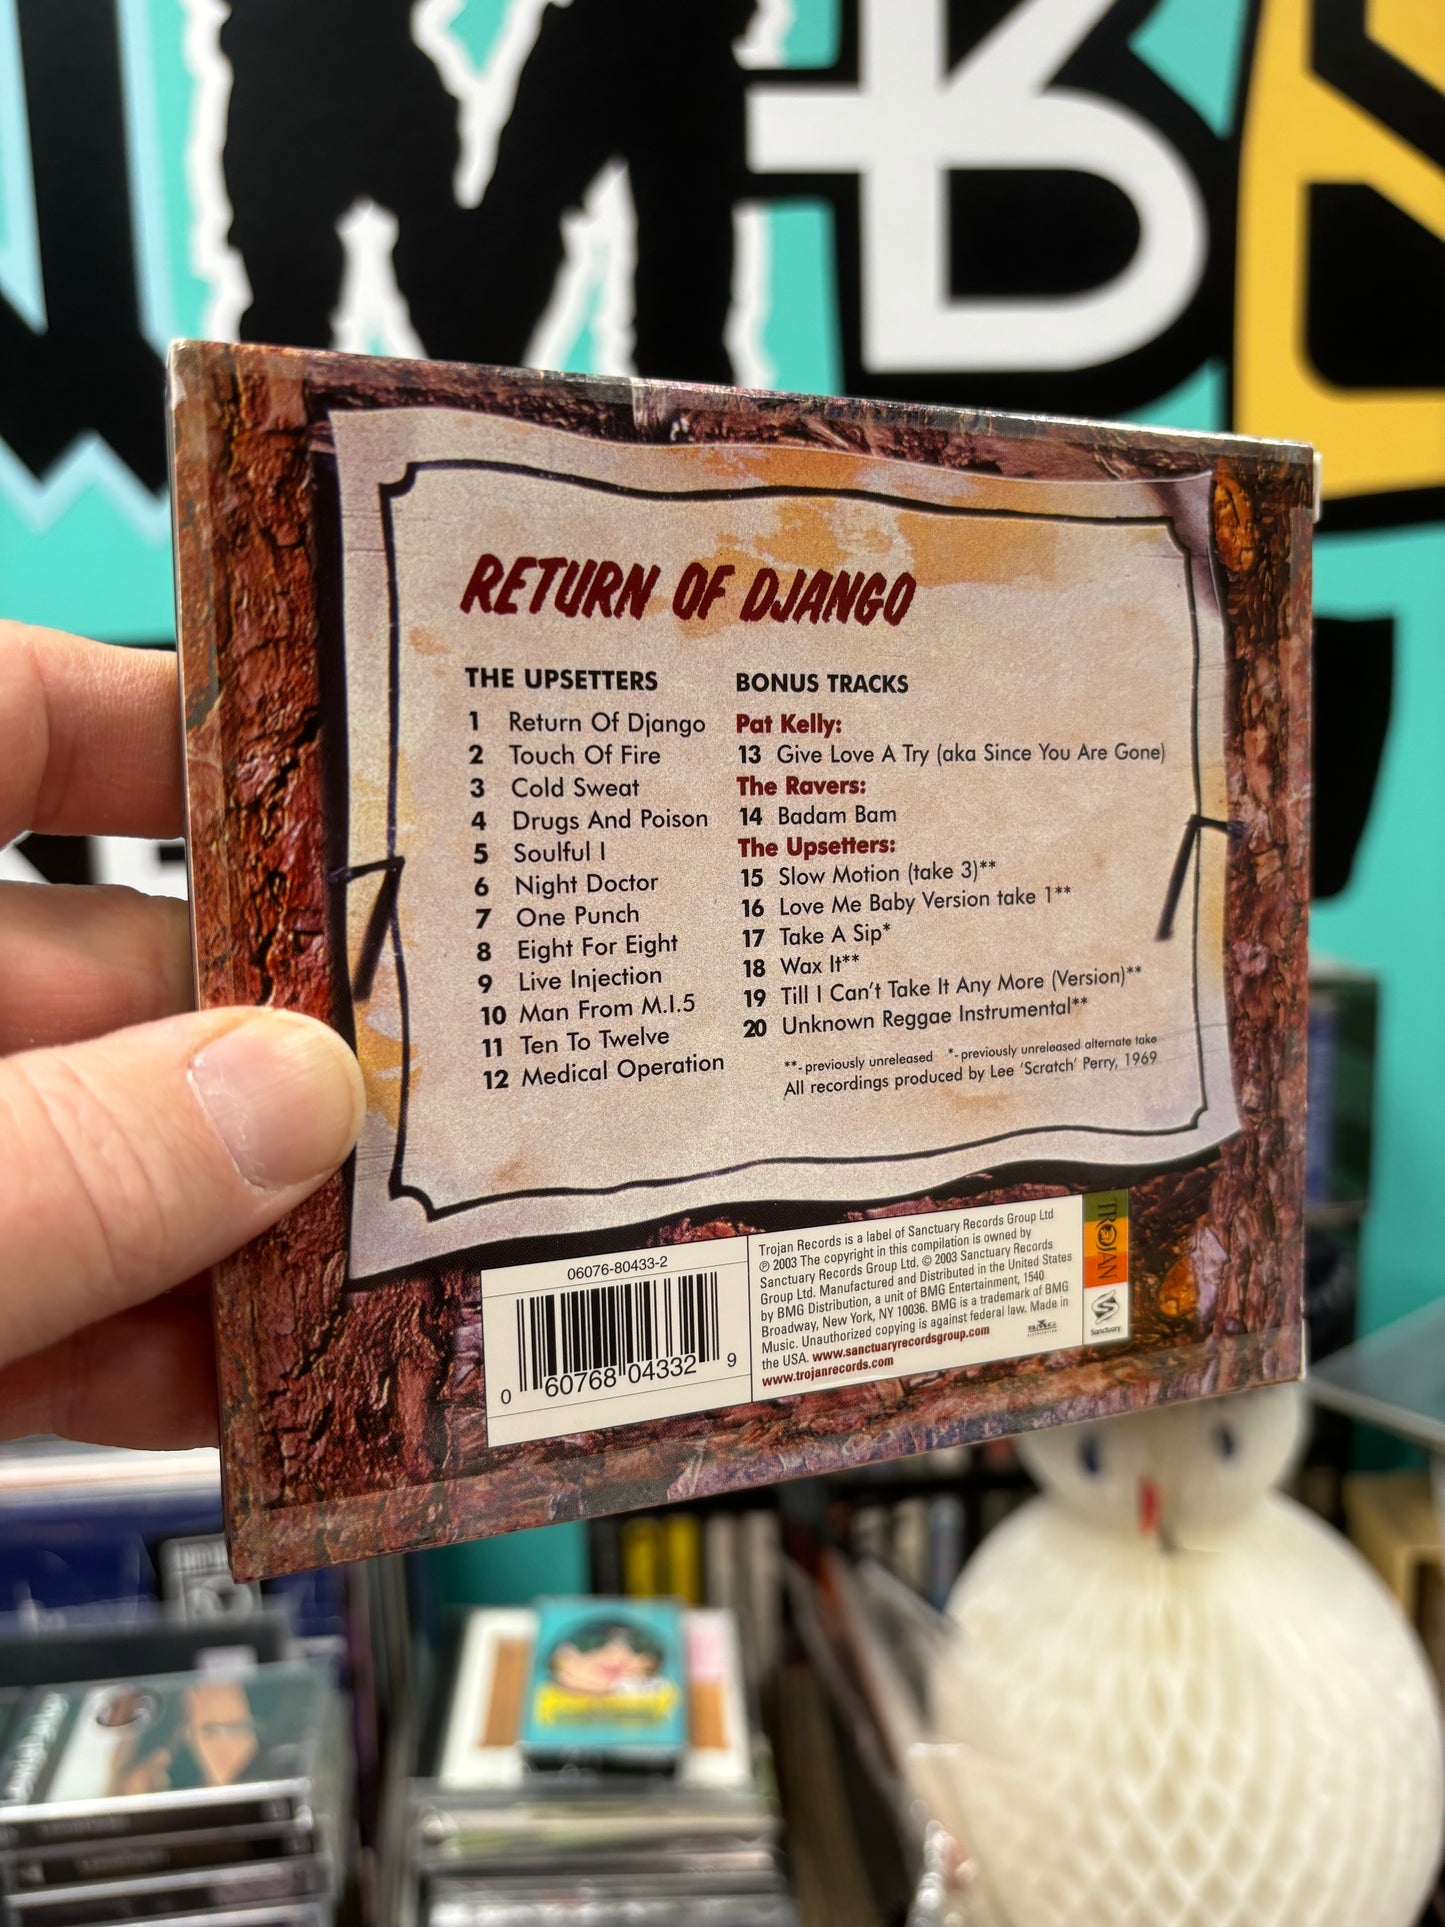 RETURN OF DJANGO
THE UPSETTERS
1 Return Of Django
2 Touch Of Fire
3 Cold Sweat
4 Drugs And Poison
5 Soulful I
6 Night Doctor
7 One Punch
8 Eight For Eight
9 Live Injection
10 Man From M.I.5
11 Ten To Twelve
12 Medical Operation
BONUS TRACKS
Pat Kelly:
13 Give Love A Try (aka Since You Are Gone)
The Ravers:
14 Badam Bam
The Upsetters:
15 Slow Motion (take 3)**
16 Love Me Baby Version take 1**
17 Take A Sip*
18 Wax It**
19 Till I Can't Take It Any More (Version)**
20 Unknown Reggae Instrumental**
**- previously unreleased *- previously unreleased alternate take
All recordings produced by Lee 'Scratch' Perry, 1969
06076-80433-2
0 60768 04332 9
Trojan Records is a label of Sanctuary Records Group Ltd
℗ 2003 The copyright in this compilation is owned by
Sanctuary Records Group Ltd. © 2003 Sanctuary Records
Group Ltd. Manufactured and Distributed in the United States
by BMG Distribution, a unit of BMG Entertainment, 1540
Broadway, New York, NY 10036. BMG is a trademark of BMG
Music. Unauthorized copying is against federal law. Made in
the USA. www.sanctuaryrecordsgroup.com
www.trojanrecords.com
BMG
DISTRIBUTION
TROJAN
Sanctuary